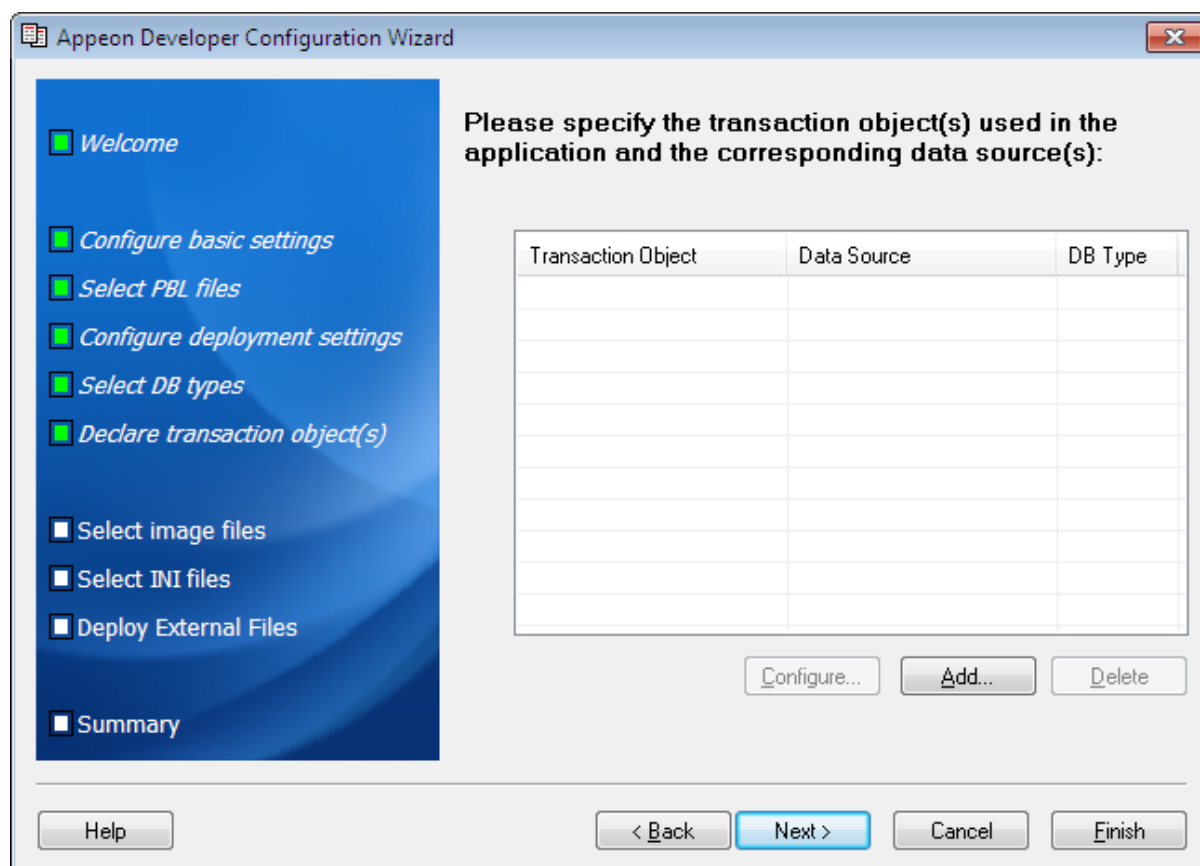 Appeon Developer Configuration Wizard
Welcome
Configure basic settings
Select PBL files
Configure deployment settings
Select DB types
Declare transaction object(s)
Select image files
Select INI files
Deploy External Files
Summary
Please specify the transaction object(s) used in the
application and the corresponding data source(s):
Transaction Object Data Source DB Type
Configure... Add... Delete
Help < Back Next > Cancel Finish